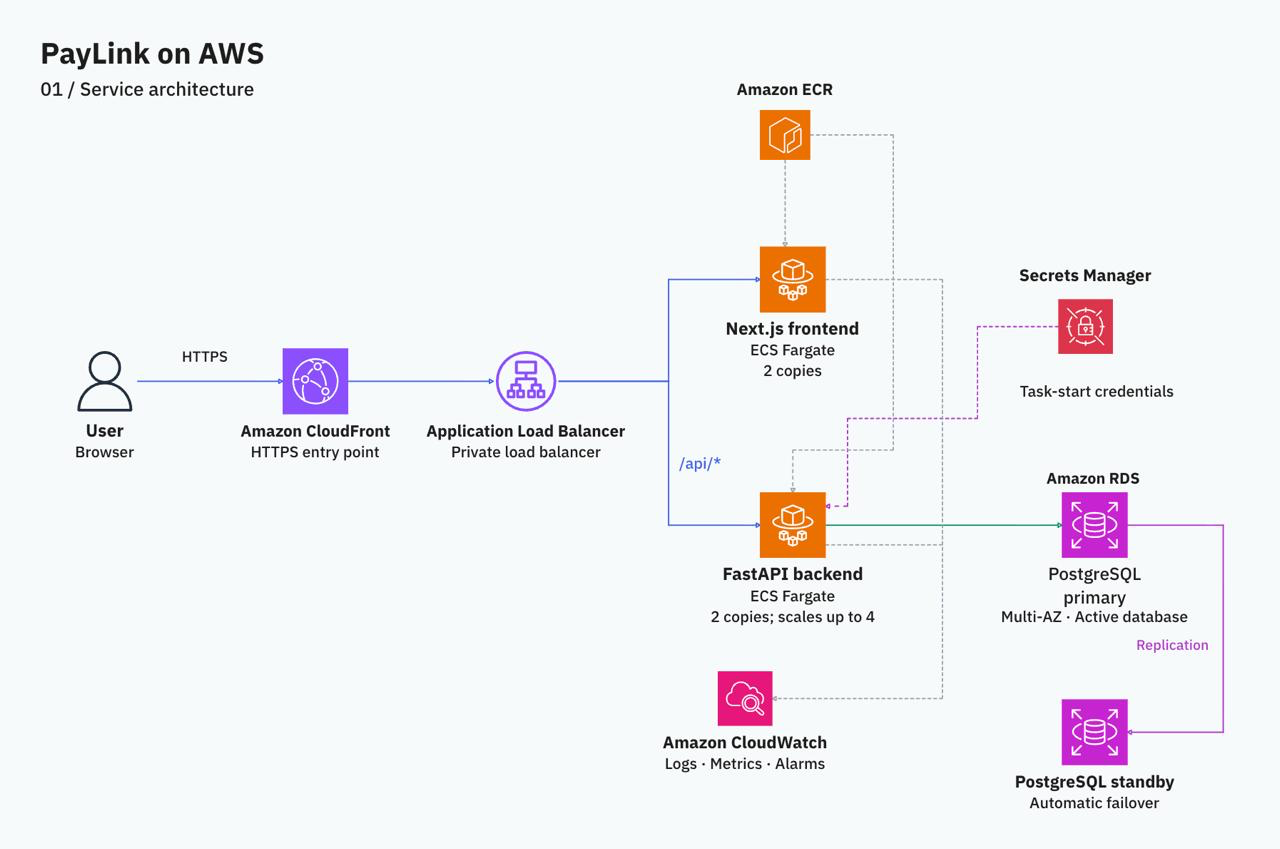 PayLink on AWS
01 / Service architecture
Amazon ECR
Secrets Manager
Next.js frontend
ECS Fargate
2 copies
HTTPS
Task-start credentials
User
Browser
Amazon CloudFront
HTTPS entry point
Application Load Balancer
Private load balancer
/api/*
Amazon RDS
FastAPI backend
ECS Fargate
2 copies; scales up to 4
PostgreSQL
primary
Multi-AZ · Active database
Replication
Amazon CloudWatch
Logs · Metrics · Alarms
PostgreSQL standby
Automatic failover